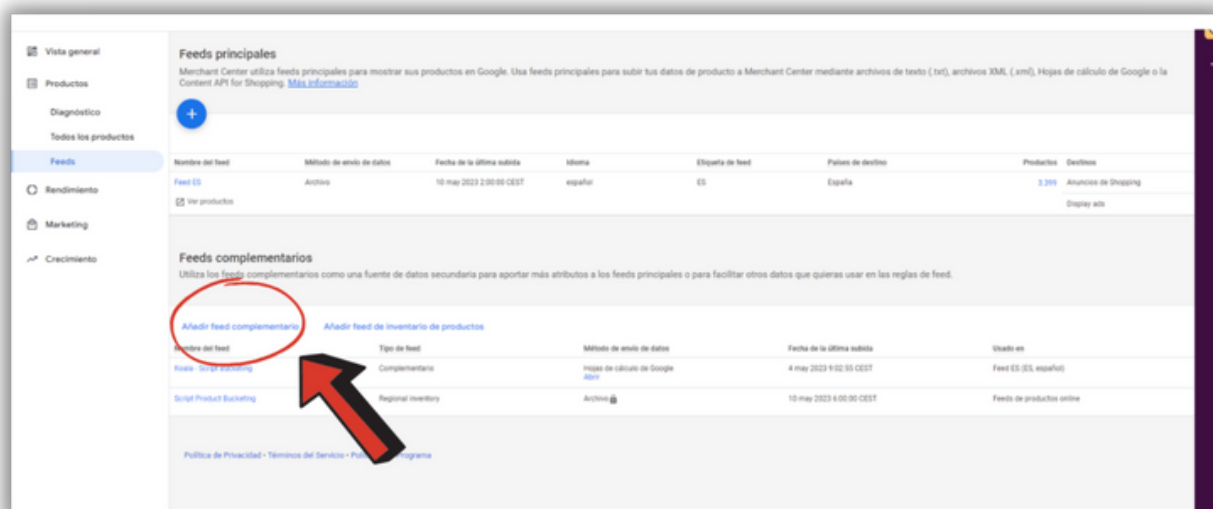 Vista general
Productos
Diagnóstico
Todos los productos
Feeds
Rendimiento
Marketing
Crecimiento
Feeds principales
Merchant Center utiliza feeds principales para mostrar sus productos en Google. Usa feeds principales para subir tus datos de producto a Merchant Center mediante archivos de texto (.txt), archivos XML (.xml), Hojas de cálculo de Google o la
Content API for Shopping. Más información
Nombre del feed Método de envío de datos Fecha de la última subida Idioma Etiqueta de feed Países de destino Productos Destinos
Feed ES Archivo 10 may 2023 2:00:00 CEST español ES España 3.395 Anuncios de Shopping
Ver productos Display ads
Feeds complementarios
Utiliza los feeds complementarios como una fuente de datos secundaria para aportar más atributos a los feeds principales o para facilitar otros datos que quieras usar en las reglas de feed.
Añadir feed complementario Añadir feed de inventario de productos
Nombre del feed Tipo de feed Método de envío de datos Fecha de la última subida Usado en
Koala - Script Bucketing Complementario Hojas de cálculo de Google 4 may 2023 9:02:55 CEST Feed ES (ES, español)
Abrir
Script Product Bucketing Regional inventory Archivo 10 may 2023 6:00:00 CEST Feeds de productos online
Política de Privacidad • Términos del Servicio • Programa